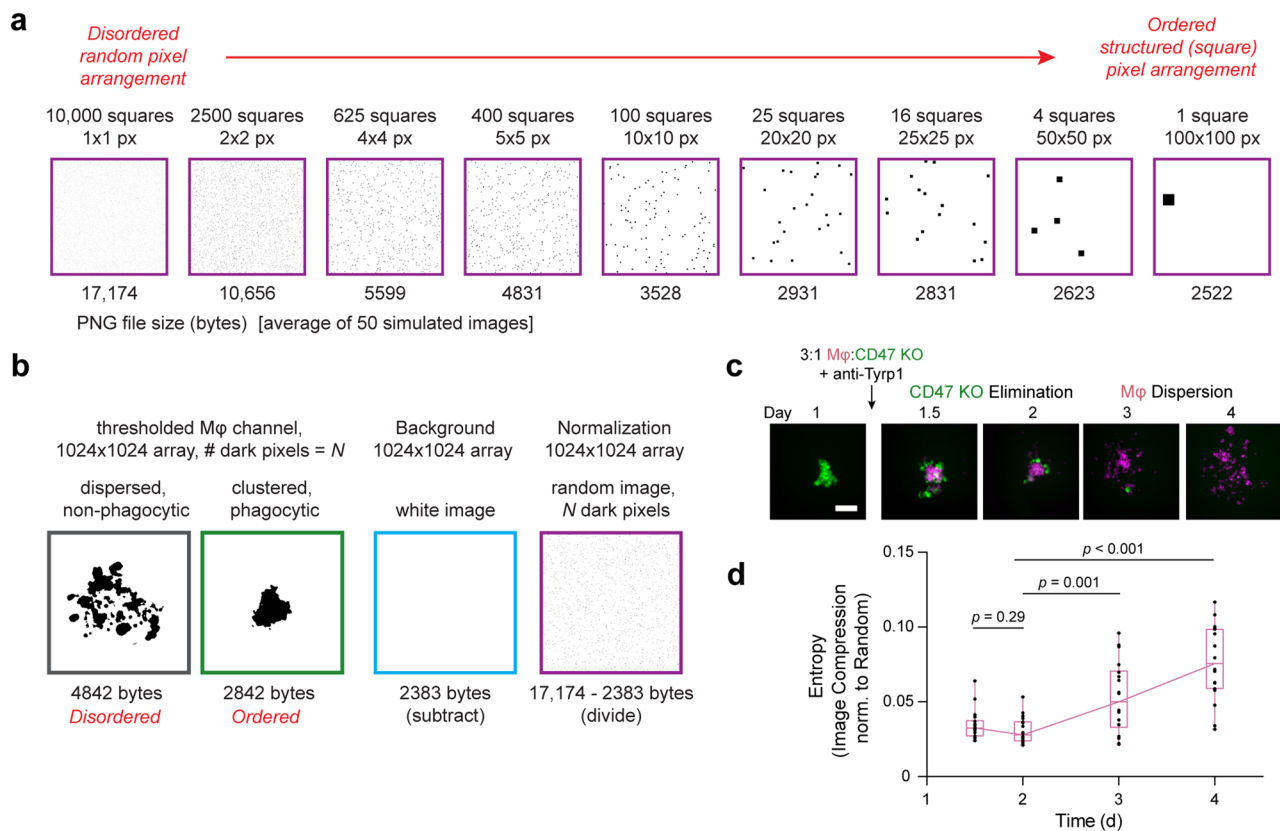 a
Disordered
random pixel
arrangement
Ordered
structured (square)
pixel arrangement
10,000 squares
1x1 px
2500 squares
2x2 px
625 squares
4x4 px
400 squares
5x5 px
100 squares
10x10 px
25 squares
20x20 px
16 squares
25x25 px
4 squares
50x50 px
1 square
100x100 px
17,174
10,656
5599
4831
3528
2931
2831
2623
2522
PNG file size (bytes) [average of 50 simulated images]
b
thresholded Mφ channel,
1024x1024 array, # dark pixels = N
dispersed,
non-phagocytic
clustered,
phagocytic
Background
1024x1024 array
white image
Normalization
1024x1024 array
random image,
N dark pixels
4842 bytes
Disordered
2842 bytes
Ordered
2383 bytes
(subtract)
17,174 - 2383 bytes
(divide)
c
3:1 Mφ:CD47 KO
+ anti-Tyrp1
CD47 KO Elimination
Mφ Dispersion
Day 1 1.5 2 3 4
d
Entropy
(Image Compression
norm. to Random)
0.15
0.10
0.05
0
p < 0.001
p = 0.001
p = 0.29
1 2 3 4
Time (d)